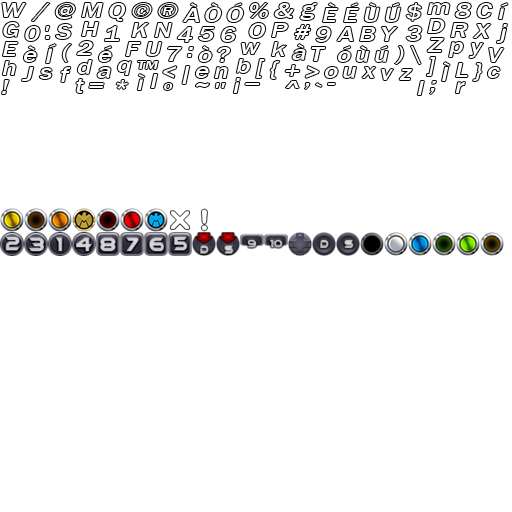 W / @ M Q © ® À Ò Ó % & g È É Ù Ú $ m 8 C Í
G 0 ! S H 1 K N 4 5 6 O P # 9 A B Y 3 D R X j
E è Í ( 2 é F U 7 : ò ? w k à T ó ù ú ) \ Z p y V
h J s f d a q ™ < | e n b [ { + > o u x v z ] ì L } c
! t = * ì l º ~ " i — ^ ' ` - | ; r
× !
2 3 1 4 8 7 6 5 D S 9 10 D S